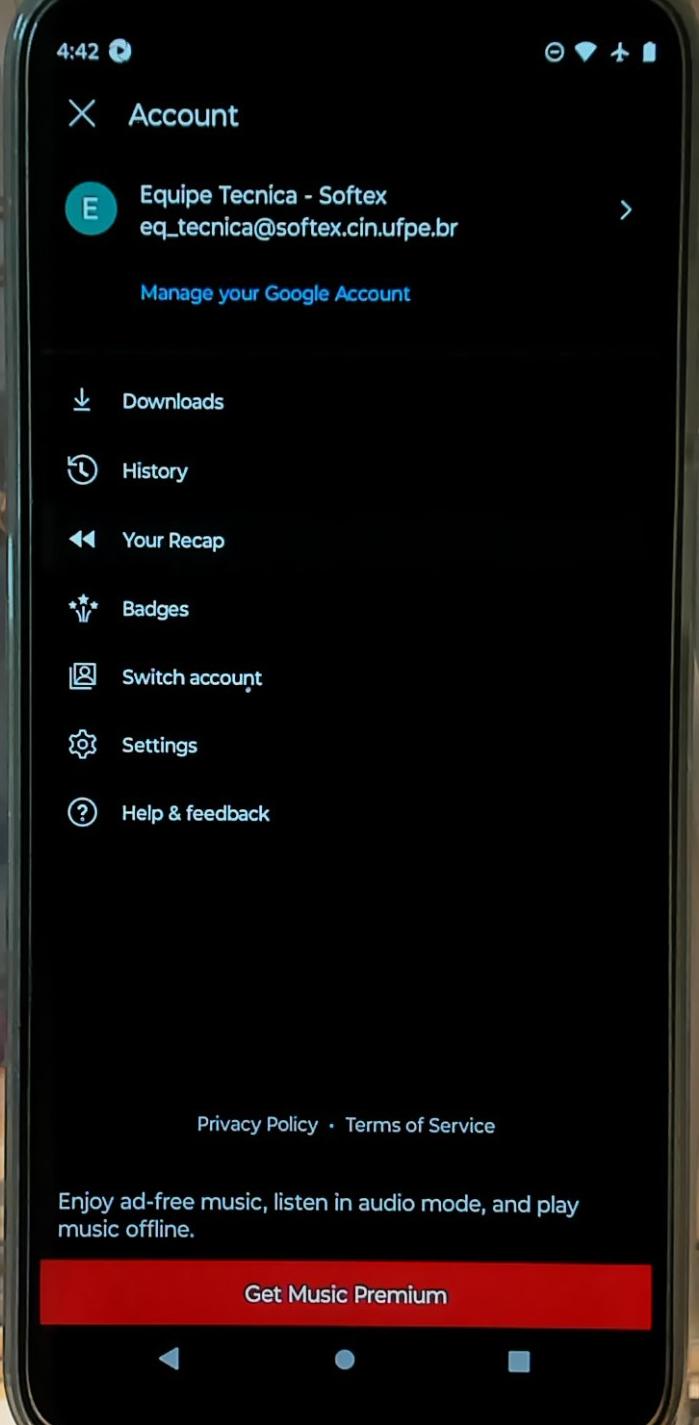 4:42
Account
E
Equipe Tecnica - Softex
eq_tecnica@softex.cin.ufpe.br
Manage your Google Account
Downloads
History
Your Recap
Badges
Switch account
Settings
? Help & feedback
Privacy Policy • Terms of Service
Enjoy ad-free music, listen in audio mode, and play
music offline.
Get Music Premium